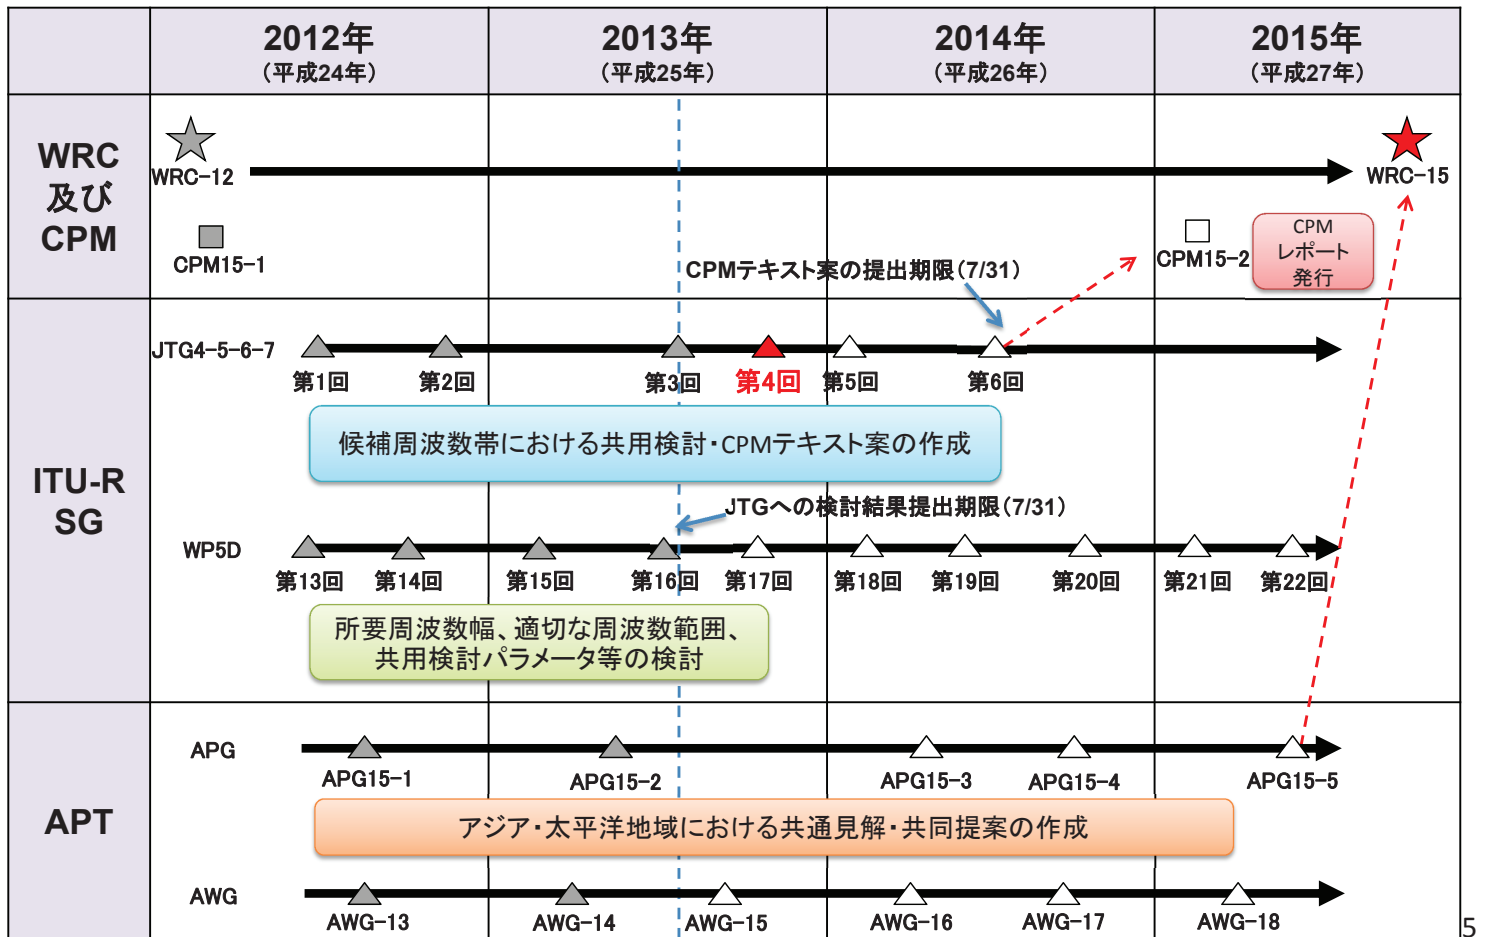 2012年
(平成24年)
2013年
(平成25年)
2014年
(平成26年)
2015年
(平成27年)
WRC
及び
CPM
WRC-12
WRC-15
CPM15-1
CPM15-2
CPM
レポート
発行
CPMテキスト案の提出期限(7/31)
ITU-R
SG
JTG4-5-6-7
第1回
第2回
第3回
第4回
第5回
第6回
候補周波数帯における共用検討・CPMテキスト案の作成
JTGへの検討結果提出期限(7/31)
WP5D
第13回
第14回
第15回
第16回
第17回
第18回
第19回
第20回
第21回
第22回
所要周波数幅、適切な周波数範囲、
共用検討パラメータ等の検討
APT
APG
APG15-1
APG15-2
APG15-3
APG15-4
APG15-5
アジア・太平洋地域における共通見解・共同提案の作成
AWG
AWG-13
AWG-14
AWG-15
AWG-16
AWG-17
AWG-18
5